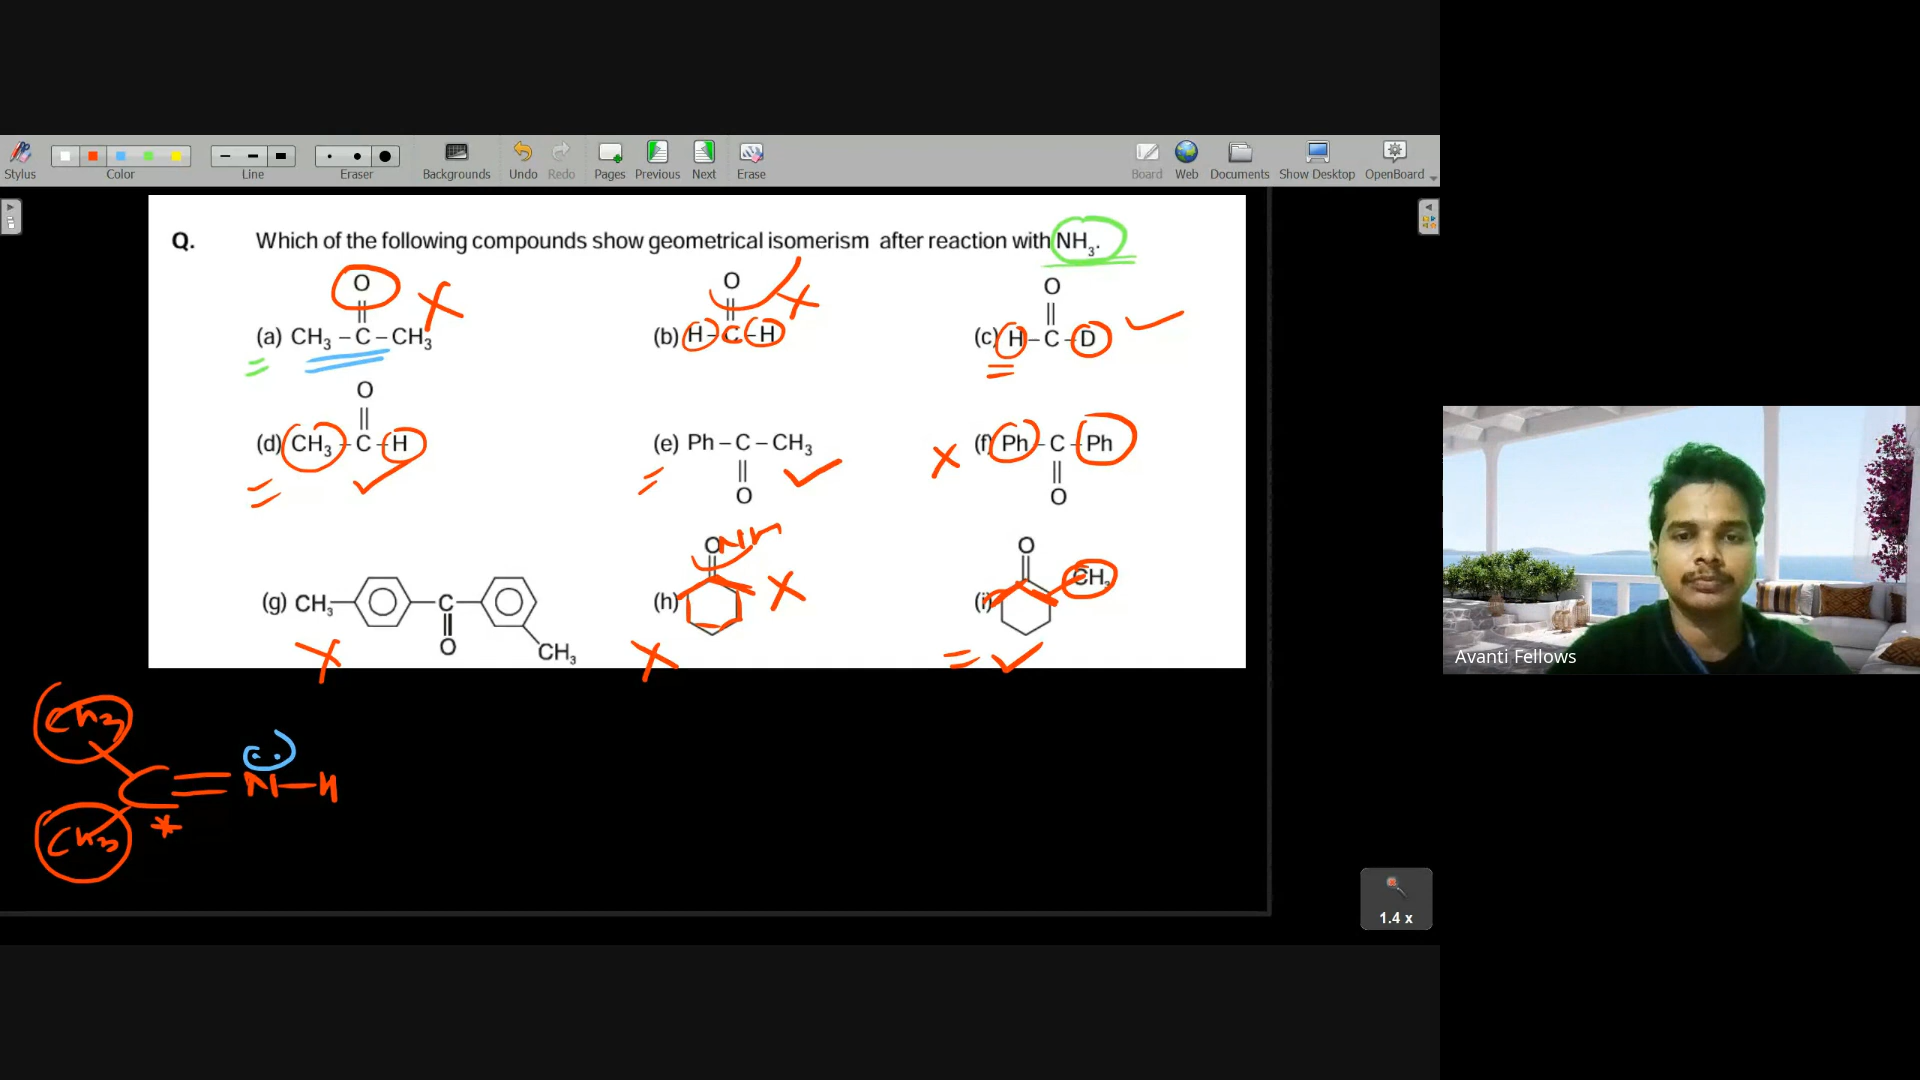 Stylus Color Line Eraser Backgrounds Undo Redo Pages Previous Next Erase Board Web Documents Show Desktop OpenBoard
Q. Which of the following compounds show geometrical isomerism after reaction with NH3.
O
(a) CH3 – C – CH3
O
(b) H – C – H
O
(c) H – C – D
O
(d) CH3 – C – H
(e) Ph – C – CH3
O
(f) Ph – C – Ph
O
(g) CH3 C
O
CH3
O NH
(h)
O
CH3
(i)
Avanti Fellows
CH3
C = N – H
CH3
*
1.4 x